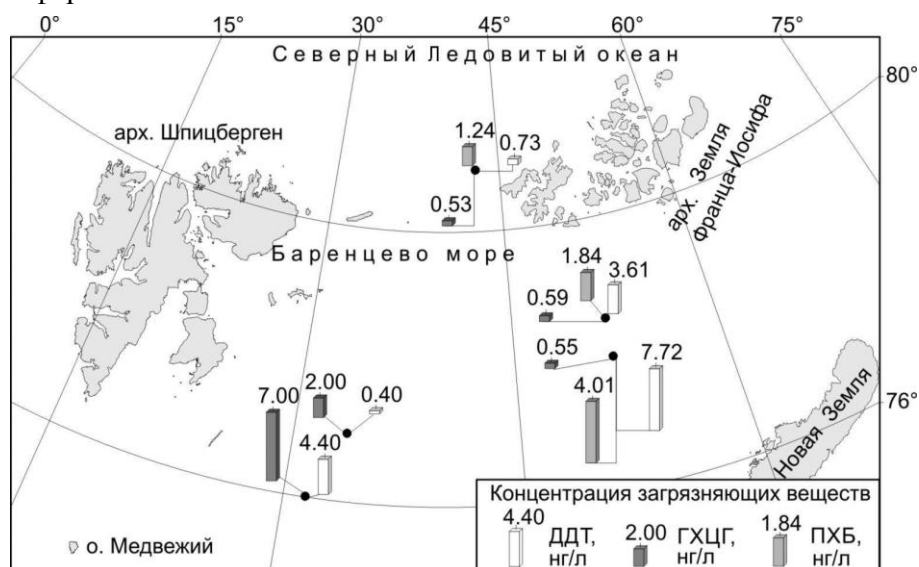 0° 15° 30° 45° 60° 75°
Северный Ледовитый океан
80°
арх. Шпицберген
1.24
0.73
арх. Земля
Франца-Иосифа
0.53
Баренцево море
1.84
3.61
0.59
0.55
7.72
7.00
2.00
0.40
4.01
76°
Новая Земля
4.40
Концентрация загрязняющих веществ
4.40 ДДТ, нг/л
2.00 ГХЦГ, нг/л
1.84 ПХБ, нг/л
о. Медвежий